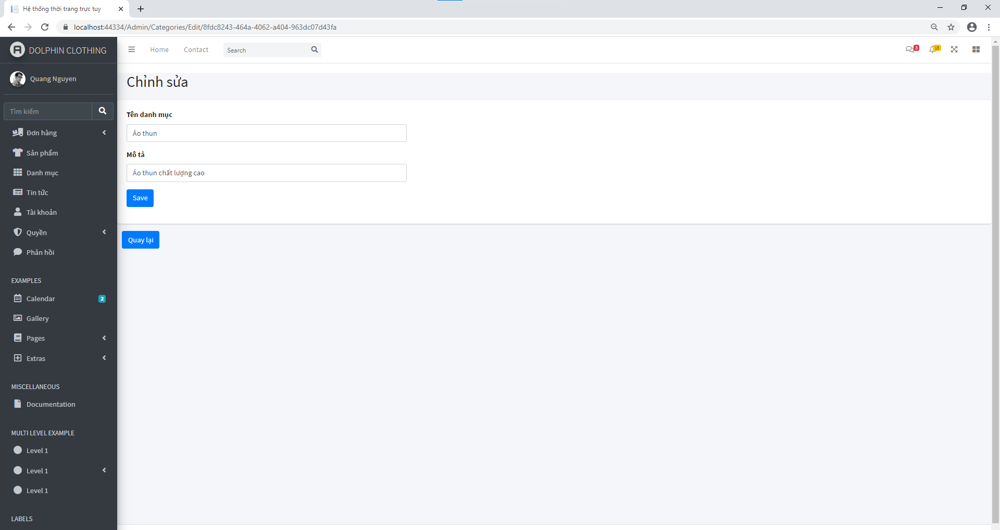 Hệ thống thời trang trực tuy
localhost:44334/Admin/Categories/Edit/8fdc8243-464a-4062-a404-963dc07d43fa
DOLPHIN CLOTHING
Home
Contact
Search
3
15
Quang Nguyen
Tìm kiếm
Đơn hàng
Sản phẩm
Danh mục
Tin tức
Tài khoản
Quyền
Phản hồi
EXAMPLES
Calendar
2
Gallery
Pages
Extras
MISCELLANEOUS
Documentation
MULTI LEVEL EXAMPLE
Level 1
Level 1
Level 1
LABELS
Chỉnh sửa
Tên danh mục
Áo thun
Mô tả
Áo thun chất lượng cao
Save
Quay lại